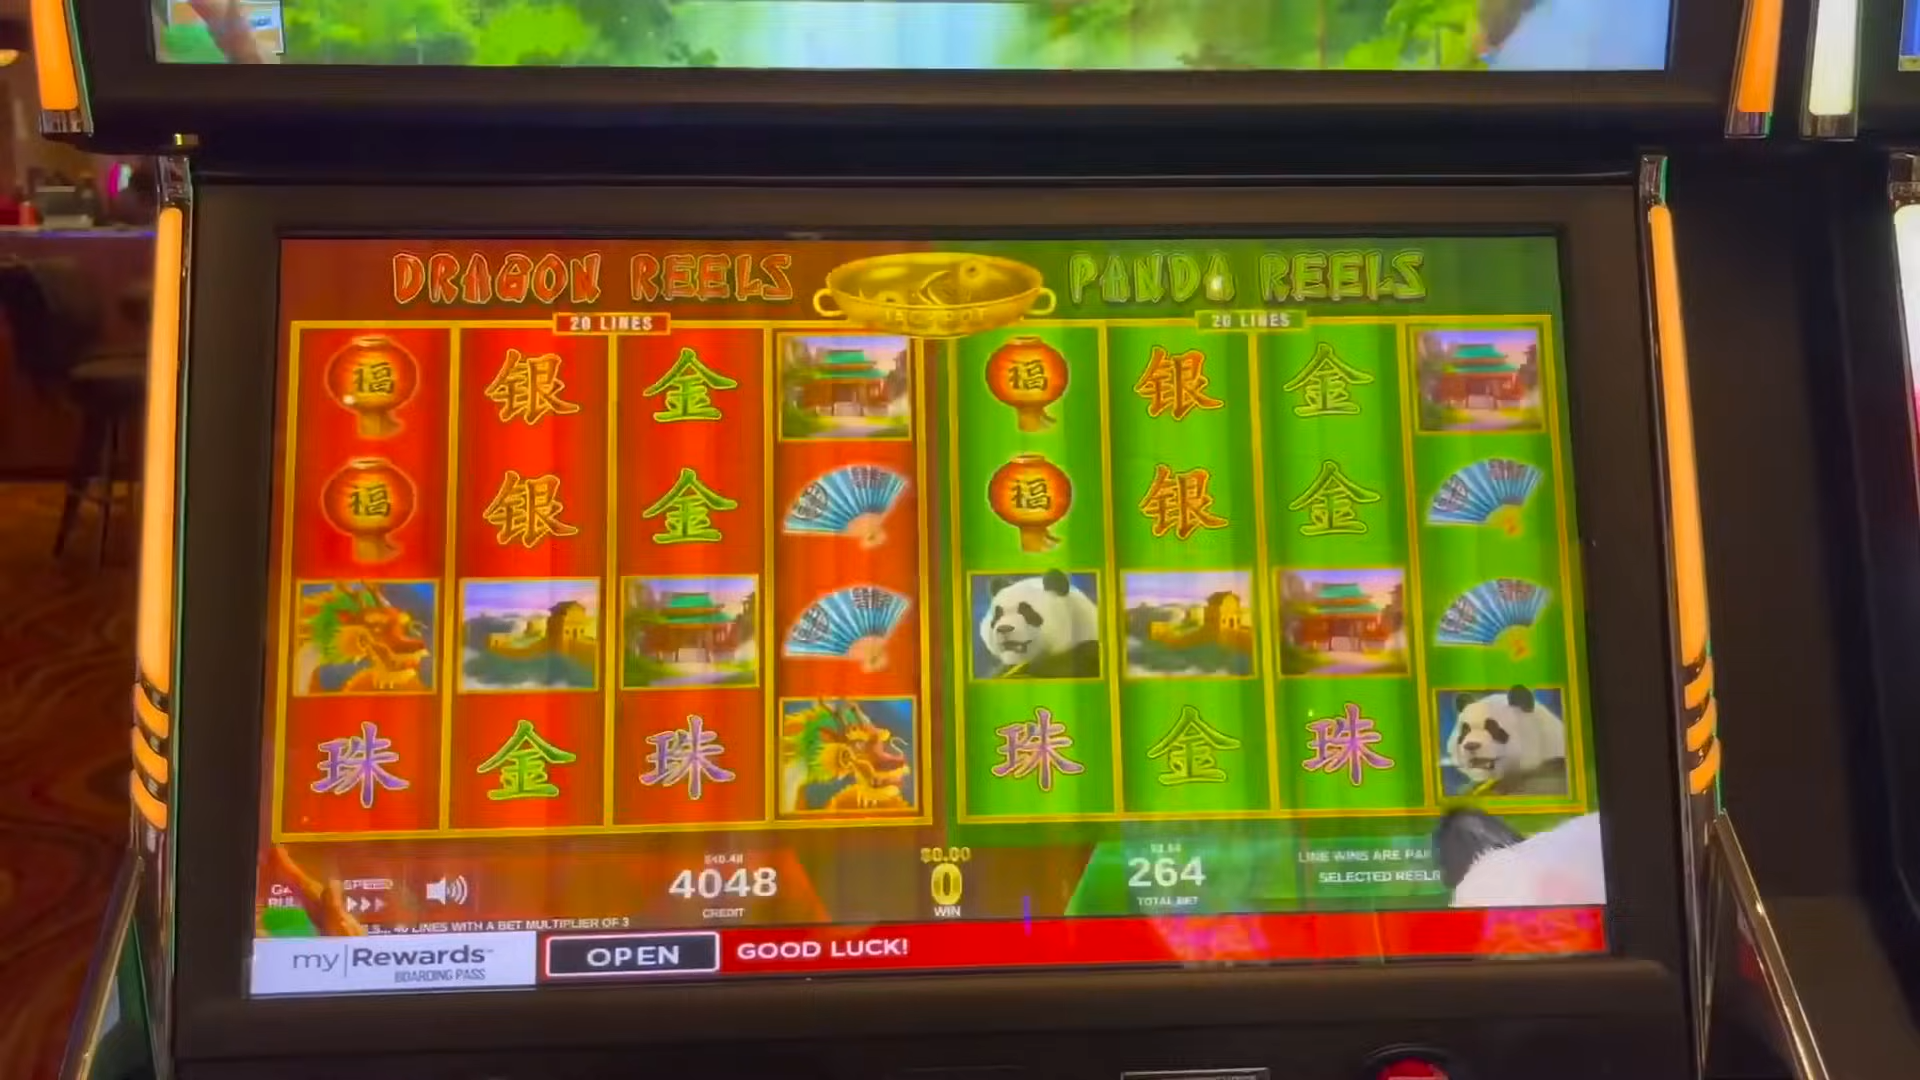 DRAGON REELS
PANDA REELS
20 LINES
20 LINES
福 银 金
福 银 金
福 银 金
福 银 金
珠 金 珠
珠 金 珠
SPEED
4048
CREDIT
$0.00
0
WIN
264
TOTAL BET
LINE WINS ARE
SELECTED REELS
LINES WITH A BET MULTIPLIER OF 3
my|Rewards
BOARDING PASS
OPEN
GOOD LUCK!